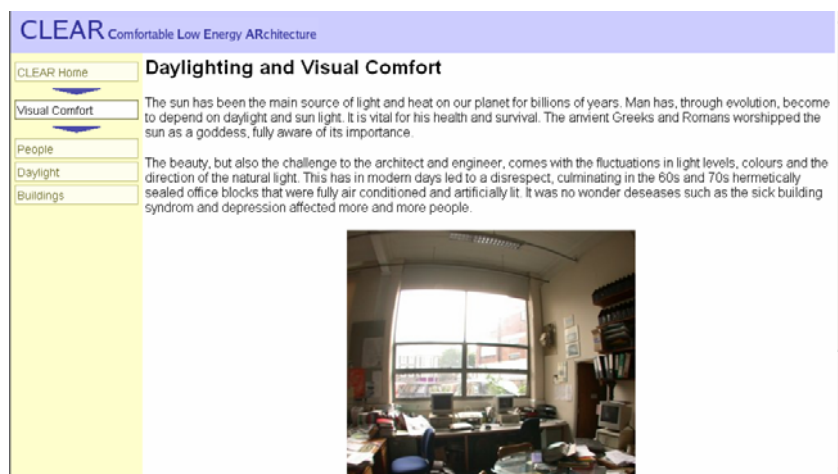 CLEAR Comfortable Low Energy ARchitecture
CLEAR Home
Visual Comfort
People
Daylight
Buildings
Daylighting and Visual Comfort
The sun has been the main source of light and heat on our planet for billions of years. Man has, through evolution, become
to depend on daylight and sun light. It is vital for his health and survival. The anvient Greeks and Romans worshipped the
sun as a goddess, fully aware of its importance.
The beauty, but also the challenge to the architect and engineer, comes with the fluctuations in light levels, colours and the
direction of the natural light. This has in modern days led to a disrespect, culminating in the 60s and 70s hermetically
sealed office blocks that were fully air conditioned and artificially lit. It was no wonder deseases such as the sick building
syndrom and depression affected more and more people.